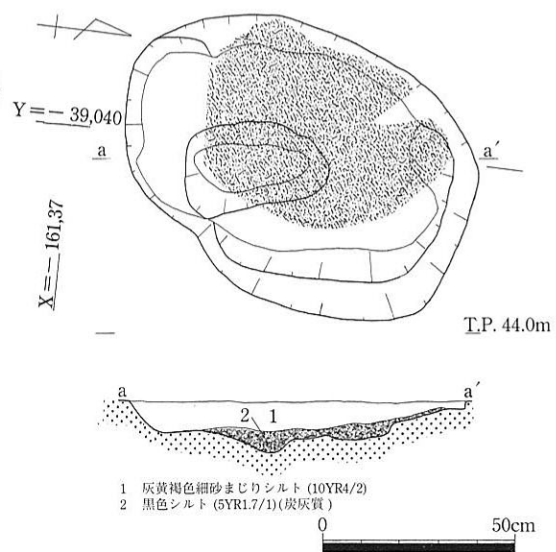 Y=－39,040
a a′
X=－161,37
T.P. 44.0m
a a′
2 1
1 灰黄褐色細砂まじりシルト (10YR4/2)
2 黒色シルト (5YR1.7/1)(炭灰質)
0 50cm